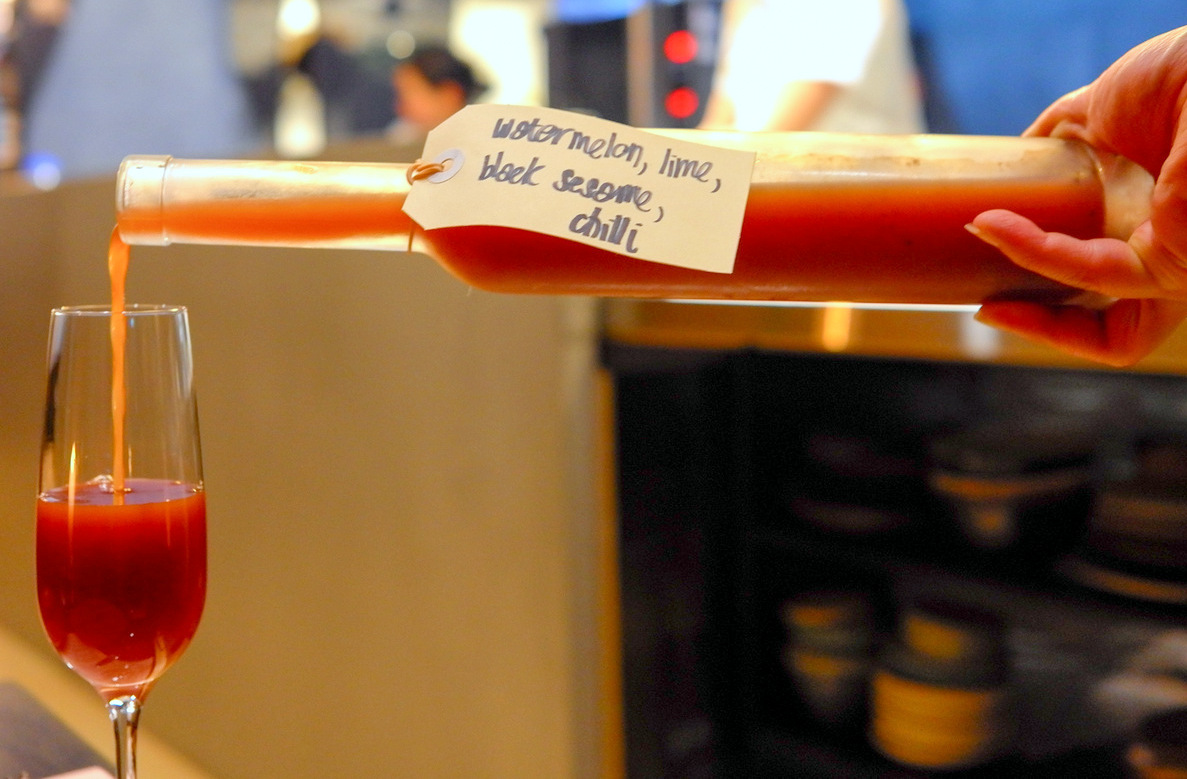 watermelon, lime,
black sesame,
chilli